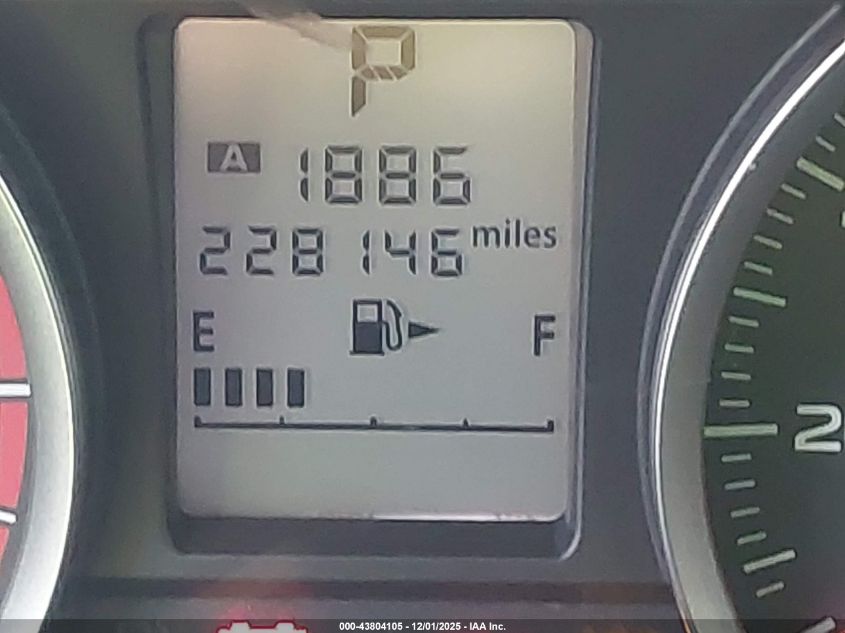 P
A 1886
228146 miles
E F
2
000-43804105 - 12/01/2025 - IAA Inc.